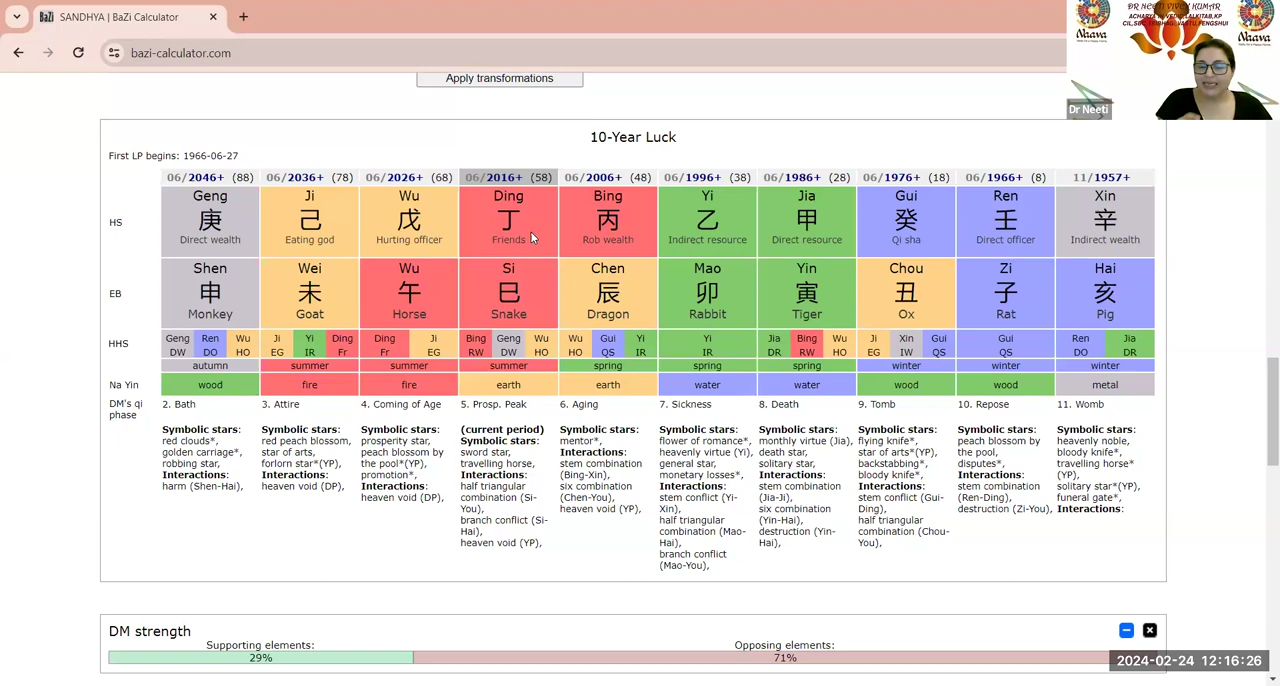 SANDHYA | BaZi Calculator
bazi-calculator.com
DR NEETI VIVEK KUMAR
Naava
Naava
Dr Neeti
Apply transformations
10-Year Luck
First LP begins: 1966-06-27
06/2046+ (88) 06/2036+ (78) 06/2026+ (68) 06/2016+ (58) 06/2006+ (48) 06/1996+ (38) 06/1986+ (28) 06/1976+ (18) 06/1966+ (8) 11/1957+
Geng Ji Wu Ding Bing Yi Jia Gui Ren Xin
HS 庚 己 戊 丁 丙 乙 甲 癸 壬 辛
Direct wealth Eating god Hurting officer Friends Rob wealth Indirect resource Direct resource Qi sha Direct officer Indirect wealth
Shen Wei Wu Si Chen Mao Yin Chou Zi Hai
EB 申 未 午 巳 辰 卯 寅 丑 子 亥
Monkey Goat Horse Snake Dragon Rabbit Tiger Ox Rat Pig
HHS Geng Ren Wu Ji Yi Ding Ding Ji Bing Geng Wu Wu Gui Yi Yi Jia Bing Wu Ji Xin Gui Gui Ren Jia
DW DO HO EG IR Fr Fr EG RW DW HO HO QS IR IR DR RW HO EG IW QS QS DO DR
autumn summer summer summer spring spring spring winter winter winter
Na Yin wood fire fire earth earth water water wood wood metal
DM's qi phase
2. Bath
Symbolic stars:
red clouds*,
golden carriage*,
robbing star,
Interactions:
harm (Shen-Hai),
3. Attire
Symbolic stars:
red peach blossom,
star of arts,
forlorn star*(YP),
Interactions:
heaven void (DP),
4. Coming of Age
Symbolic stars:
prosperity star,
peach blossom by
the pool*(YP),
promotion*,
Interactions:
heaven void (DP),
5. Prosp. Peak
(current period)
Symbolic stars:
sword star,
travelling horse,
Interactions:
half triangular
combination (Si-
You),
branch conflict (Si-
Hai),
heaven void (YP),
6. Aging
Symbolic stars:
mentor*,
Interactions:
stem combination
(Bing-Xin),
six combination
(Chen-You),
heaven void (YP),
7. Sickness
Symbolic stars:
flower of romance*,
heavenly virtue (Yi),
general star,
monetary losses*,
Interactions:
stem conflict (Yi-
Xin),
half triangular
combination (Mao-
Hai),
branch conflict
(Mao-You),
8. Death
Symbolic stars:
monthly virtue (Jia),
death star,
solitary star,
Interactions:
stem combination
(Jia-Ji),
six combination
(Yin-Hai),
destruction (Yin-
Hai),
9. Tomb
Symbolic stars:
flying knife*,
star of arts*(YP),
backstabbing*,
bloody knife*,
Interactions:
stem conflict (Gui-
Ding),
half triangular
combination (Chou-
You),
10. Repose
Symbolic stars:
peach blossom by
the pool,
disputes*,
Interactions:
stem combination
(Ren-Ding),
destruction (Zi-You),
11. Womb
Symbolic stars:
heavenly noble,
bloody knife*,
travelling horse*
(YP),
solitary star*(YP),
funeral gate*,
Interactions:
DM strength
Supporting elements: Opposing elements:
29% 71%
2024-02-24 12:16:26